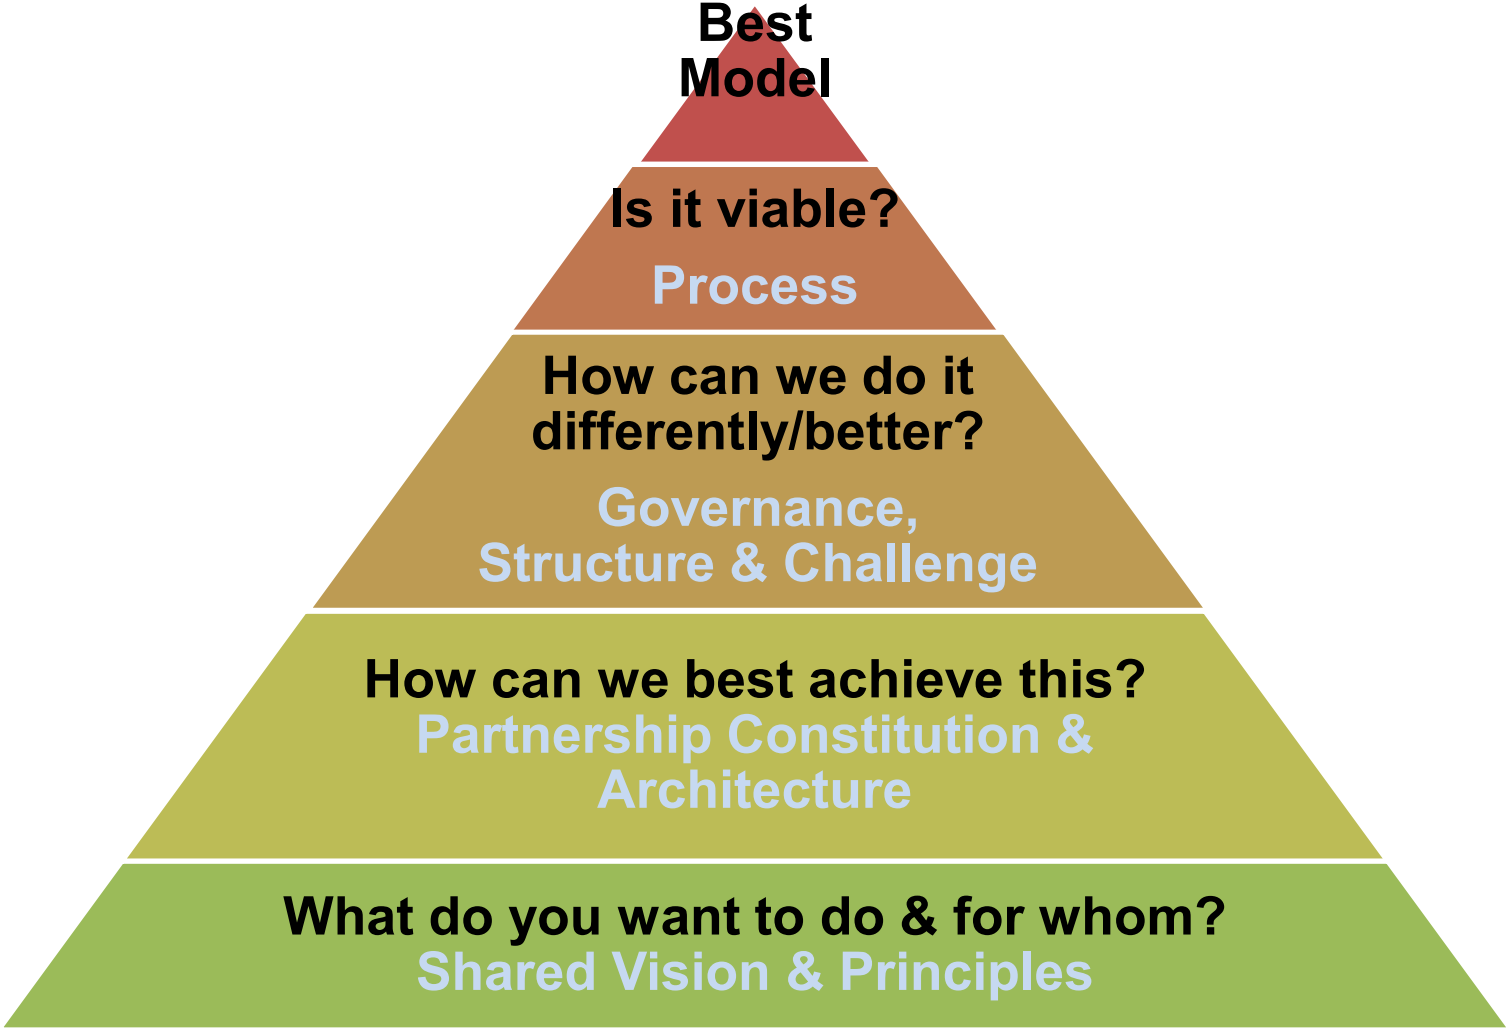 Best
Model
Is it viable?
Process
How can we do it
differently/better?
Governance,
Structure & Challenge
How can we best achieve this?
Partnership Constitution &
Architecture
What do you want to do & for whom?
Shared Vision & Principles